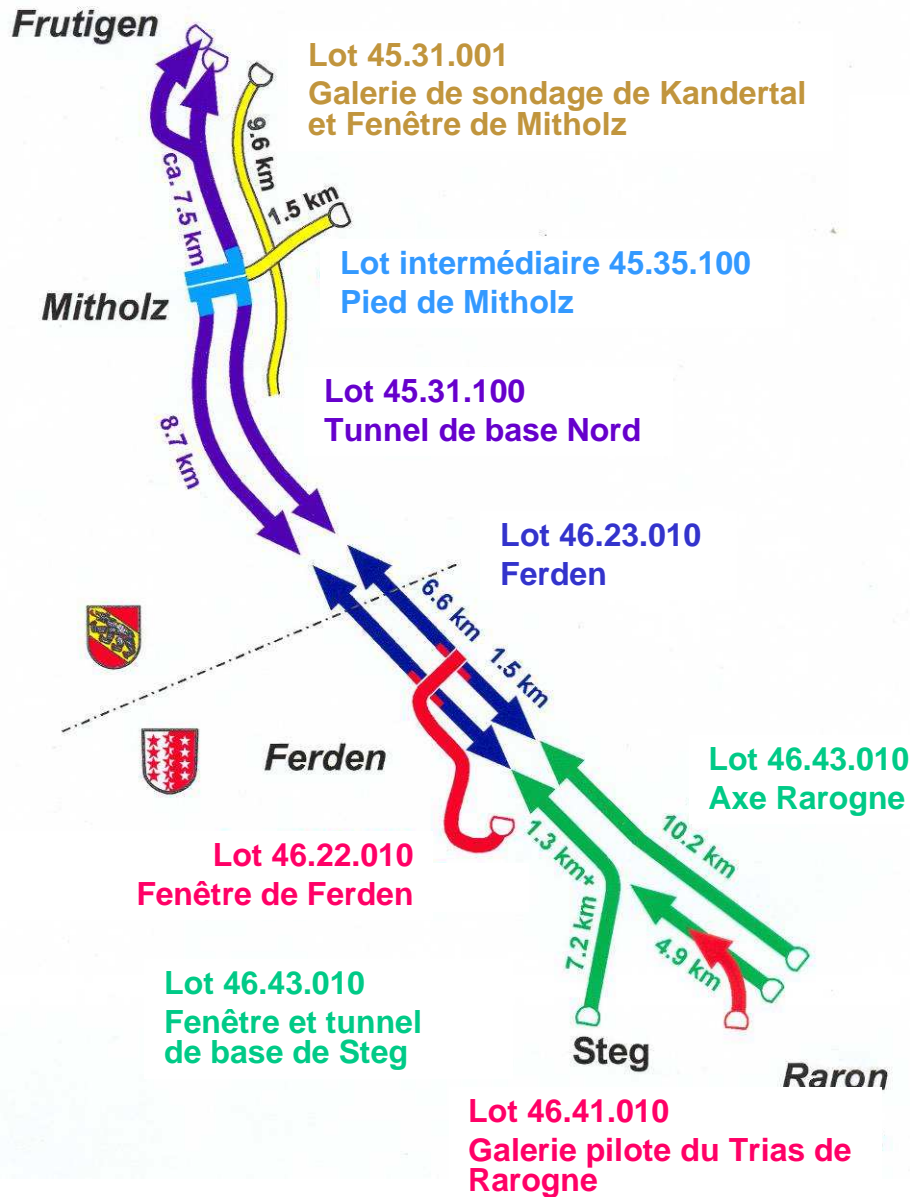 Frutigen
Lot 45.31.001
Galerie de sondage de Kandertal
et Fenêtre de Mitholz
9.6 km
ca. 7.5 km
1.5 km
Lot intermédiaire 45.35.100
Pied de Mitholz
Mitholz
Lot 45.31.100
Tunnel de base Nord
8.7 km
Lot 46.23.010
Ferden
6.6 km
1.5 km
Ferden
Lot 46.43.010
Axe Rarogne
10.2 km
1.3 km+
7.2 km
4.9 km
Lot 46.22.010
Fenêtre de Ferden
Lot 46.43.010
Fenêtre et tunnel
de base de Steg
Steg
Raron
Lot 46.41.010
Galerie pilote du Trias de
Rarogne